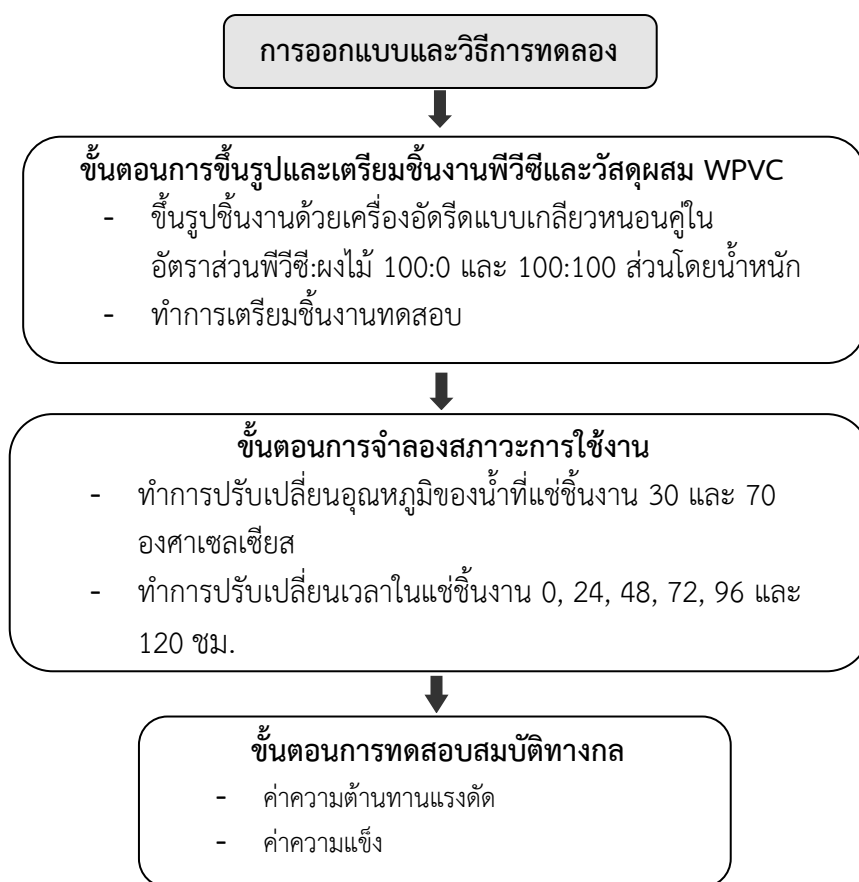 การออกแบบและวิธีการทดลอง
ขั้นตอนการขึ้นรูปและเตรียมชิ้นงานพีวีซีและวัสดุผสม WPVC
- ขึ้นรูปชิ้นงานด้วยเครื่องอัดรีดแบบเกลียวหนอนคู่ใน
อัตราส่วนพีวีซี:ผงไม้ 100:0 และ 100:100 ส่วนโดยน้ำหนัก
- ทำการเตรียมชิ้นงานทดสอบ
ขั้นตอนการจำลองสภาวะการใช้งาน
- ทำการปรับเปลี่ยนอุณหภูมิของน้ำที่แช่ชิ้นงาน 30 และ 70
องศาเซลเซียส
- ทำการปรับเปลี่ยนเวลาในแช่ชิ้นงาน 0, 24, 48, 72, 96 และ
120 ชม.
ขั้นตอนการทดสอบสมบัติทางกล
- ค่าความต้านทานแรงดัด
- ค่าความแข็ง